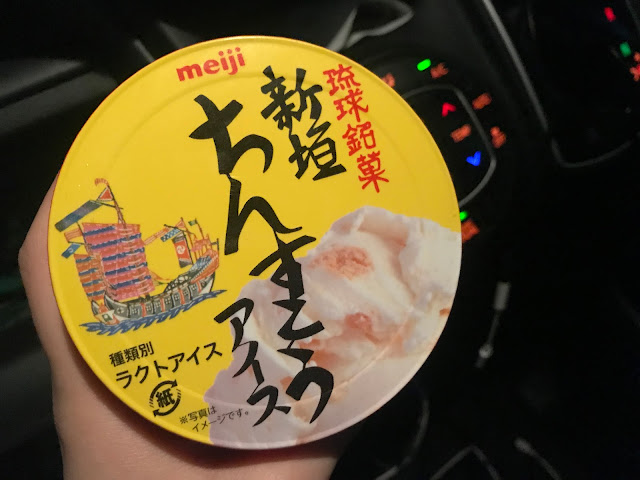 meiji
琉球銘菓
新垣
ちんすこう
アイス
種類別
ラクトアイス
紙
※写真は
イメージです。